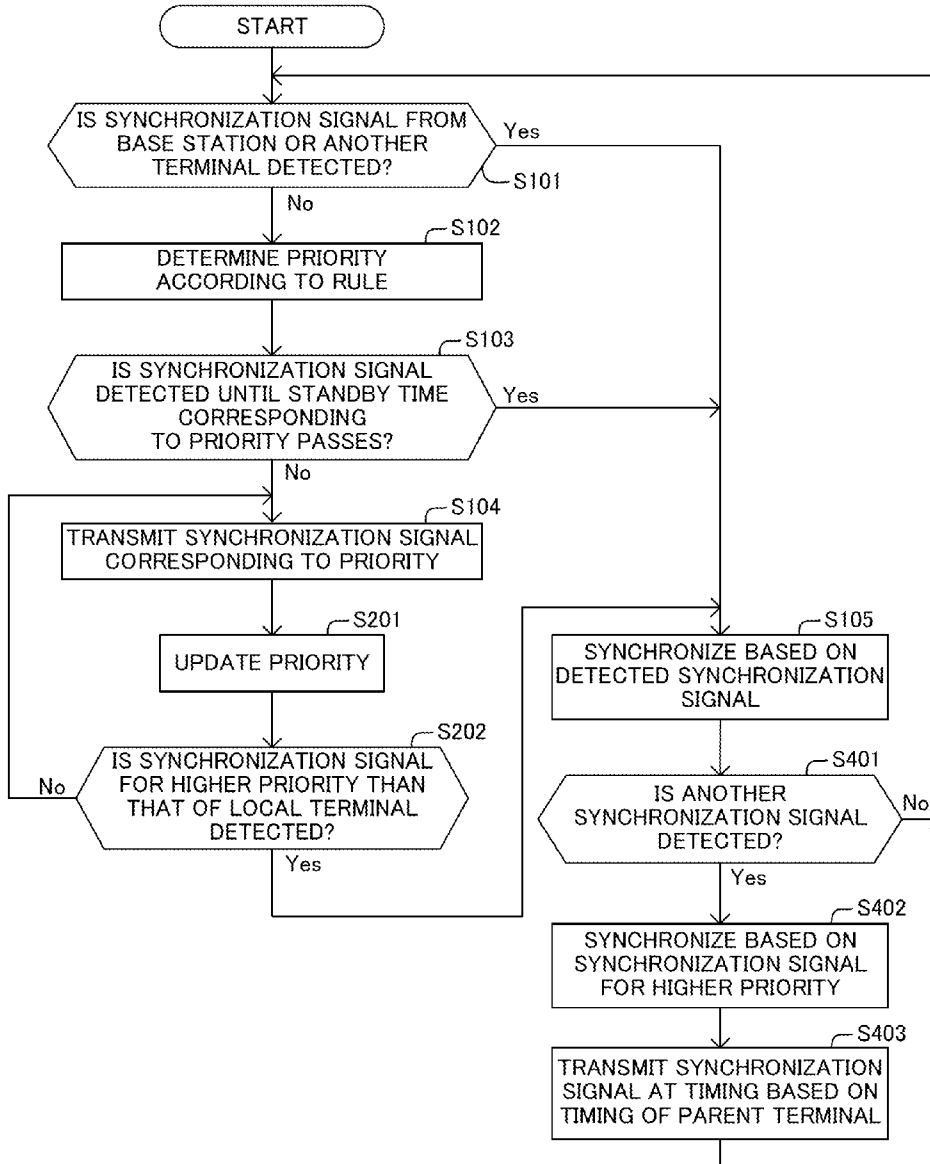 START
IS SYNCHRONIZATION SIGNAL FROM
BASE STATION OR ANOTHER
TERMINAL DETECTED?
Yes
S101
No
S102
DETERMINE PRIORITY
ACCORDING TO RULE
S103
IS SYNCHRONIZATION SIGNAL
DETECTED UNTIL STANDBY TIME
CORRESPONDING
TO PRIORITY PASSES?
Yes
No
S104
TRANSMIT SYNCHRONIZATION SIGNAL
CORRESPONDING TO PRIORITY
S201
UPDATE PRIORITY
S202
IS SYNCHRONIZATION SIGNAL
FOR HIGHER PRIORITY THAN
THAT OF LOCAL TERMINAL
DETECTED?
No
Yes
S105
SYNCHRONIZE BASED ON
DETECTED SYNCHRONIZATION
SIGNAL
S401
IS ANOTHER
SYNCHRONIZATION SIGNAL
DETECTED?
No
Yes
S402
SYNCHRONIZE BASED ON
SYNCHRONIZATION SIGNAL
FOR HIGHER PRIORITY
S403
TRANSMIT SYNCHRONIZATION
SIGNAL AT TIMING BASED ON
TIMING OF PARENT TERMINAL